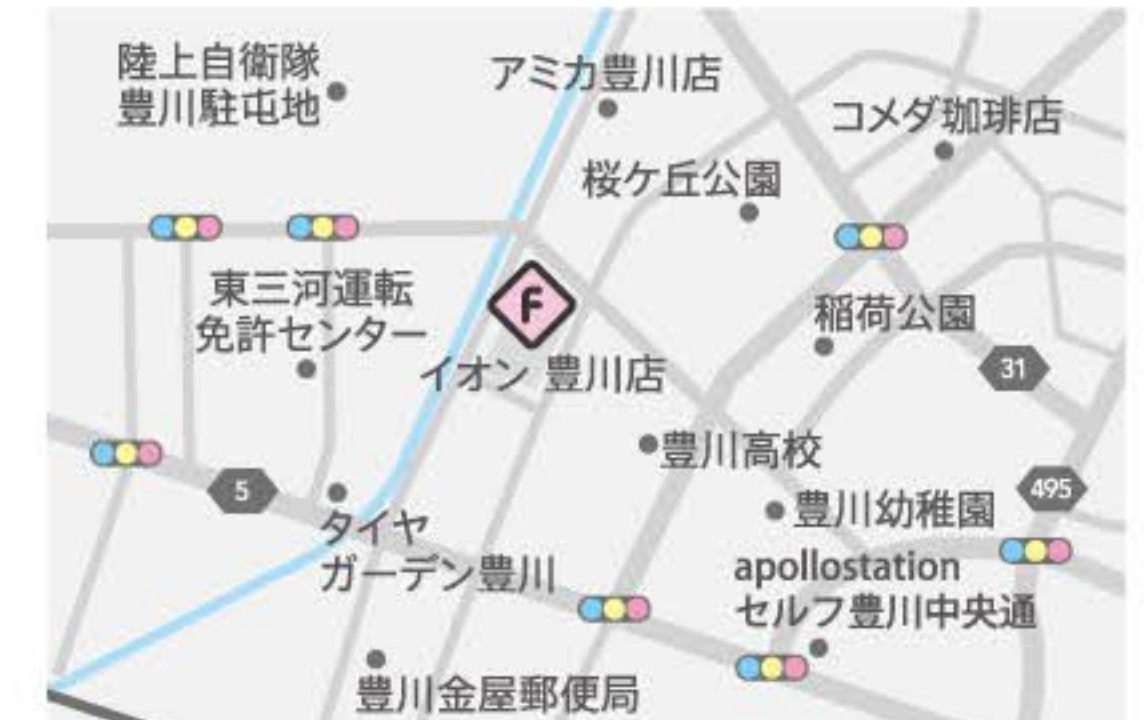 陸上自衛隊
豊川駐屯地
アミカ豊川店
コメダ珈琲店
桜ケ丘公園
東三河運転
免許センター
F
イオン 豊川店
稲荷公園
31
豊川高校
5
495
タイヤ
ガーデン豊川
豊川幼稚園
apollostation
セルフ豊川中央通
豊川金屋郵便局